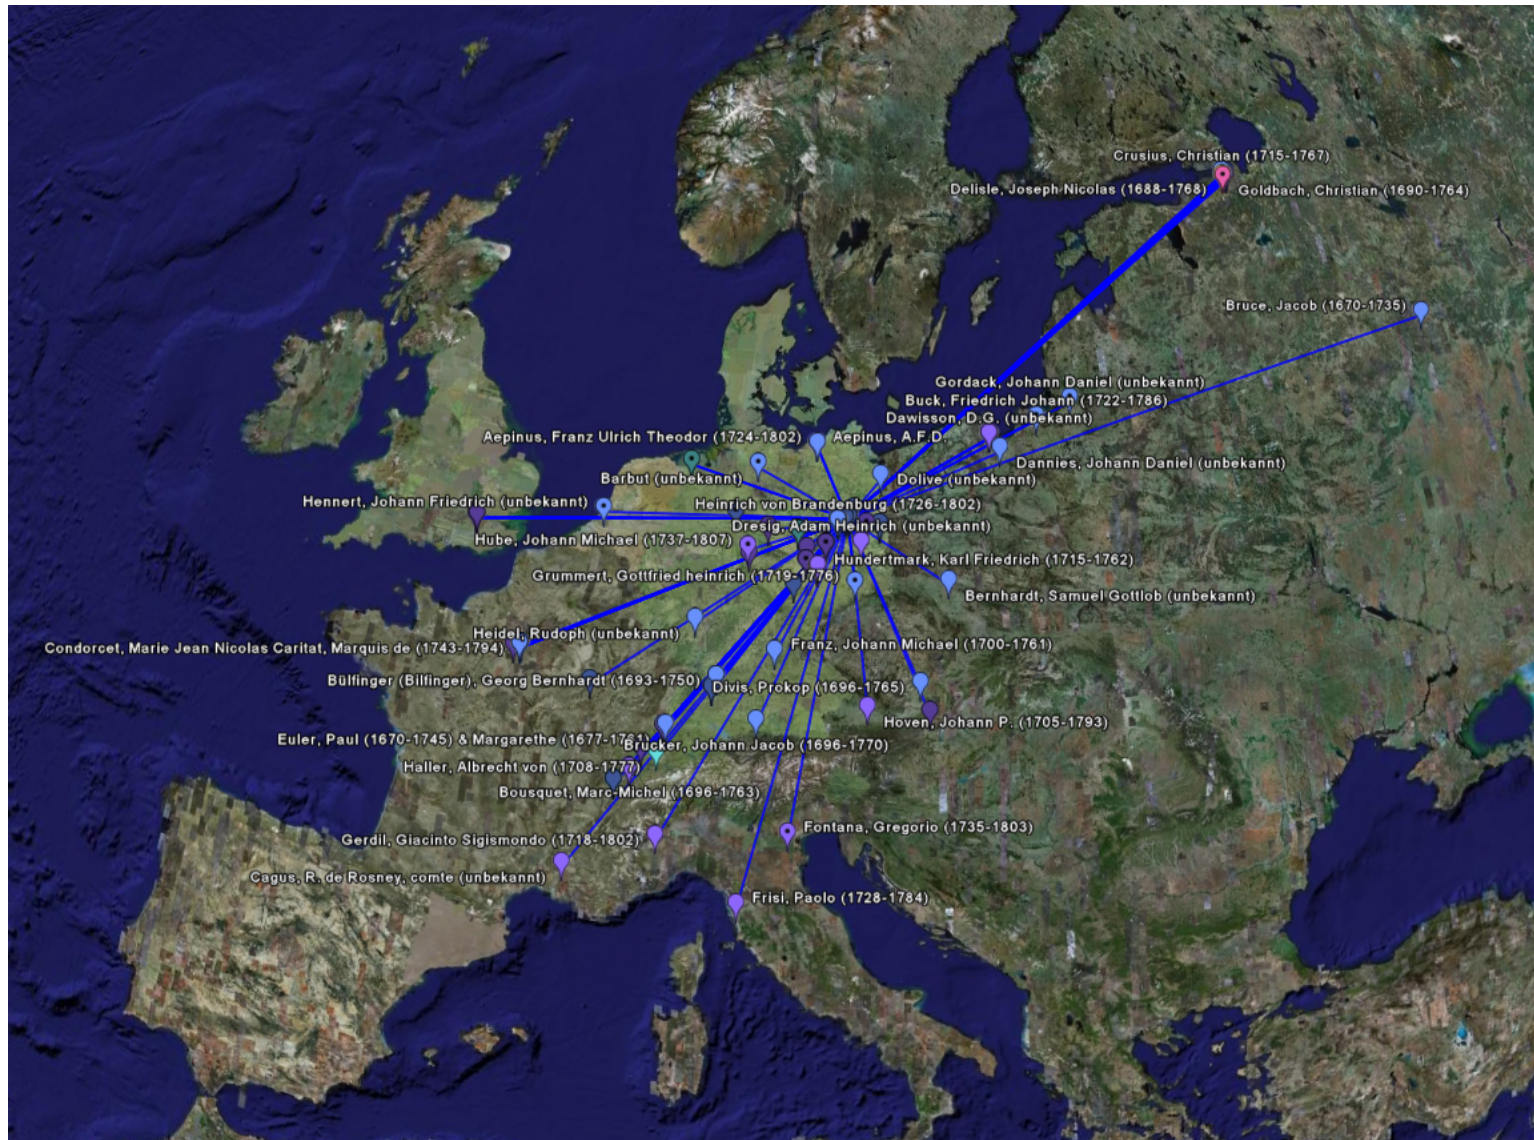 Crusius, Christian (1715-1767)
Delisle, Joseph Nicolas (1688-1768)
Goldbach, Christian (1690-1764)
Bruce, Jacob (1670-1735)
Gordack, Johann Daniel (unbekannt)
Buck, Friedrich Johann (1722-1786)
Dawisson, D.G. (unbekannt)
Aepinus, Franz Ulrich Theodor (1724-1802)
Aepinus, A.F.D.
Dannies, Johann Daniel (unbekannt)
Barbut (unbekannt)
Dolive (unbekannt)
Hennert, Johann Friedrich (unbekannt)
Heinrich von Brandenburg (1726-1802)
Dresig, Adam Heinrich (unbekannt)
Hube, Johann Michael (1737-1807)
Hundertmark, Karl Friedrich (1715-1762)
Grummert, Gottfried heinrich (1719-1776)
Bernhardt, Samuel Gottlob (unbekannt)
Heidel, Rudoph (unbekannt)
Franz, Johann Michael (1700-1761)
Condorcet, Marie Jean Nicolas Caritat, Marquis de (1743-1794)
Bülfinger (Bilfinger), Georg Bernhardt (1693-1750)
Divis, Prokop (1696-1765)
Hoven, Johann P. (1705-1793)
Euler, Paul (1670-1745) & Margarethe (1677-1761)
Brucker, Johann Jacob (1696-1770)
Haller, Albrecht von (1708-1777)
Bousquet, Marc-Michel (1696-1763)
Fontana, Gregorio (1735-1803)
Gerdil, Giacinto Sigismondo (1718-1802)
Cagus, R. de Rosney, comte (unbekannt)
Frisi, Paolo (1728-1784)